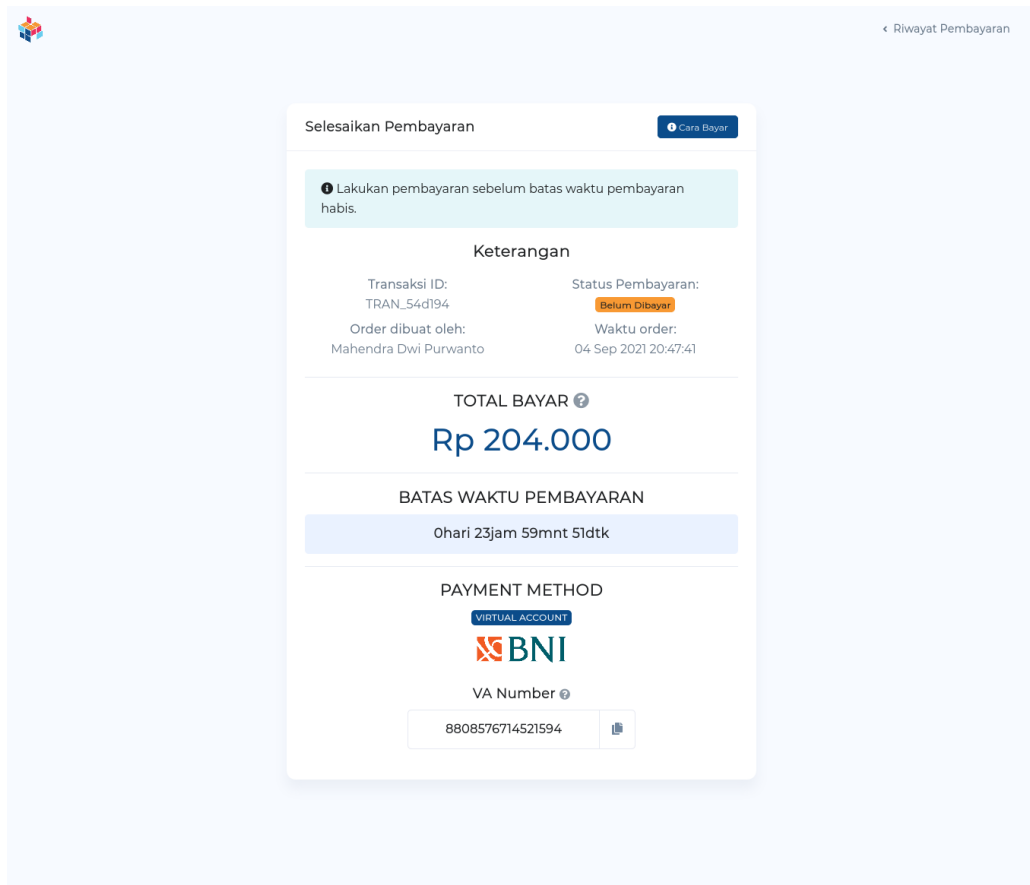 Riwayat Pembayaran
Selesaikan Pembayaran
Cara Bayar
Lakukan pembayaran sebelum batas waktu pembayaran
habis.
Keterangan
Transaksi ID:
TRAN_54d194
Status Pembayaran:
Belum Dibayar
Order dibuat oleh:
Mahendra Dwi Purwanto
Waktu order:
04 Sep 2021 20:47:41
TOTAL BAYAR
Rp 204.000
BATAS WAKTU PEMBAYARAN
0hari 23jam 59mnt 51dtk
PAYMENT METHOD
VIRTUAL ACCOUNT
BNI
VA Number
8808576714521594